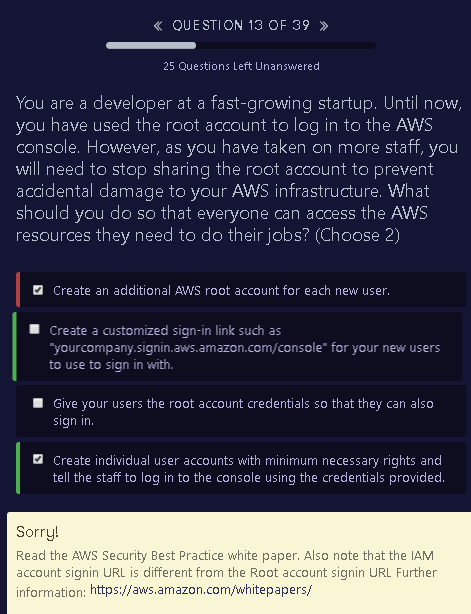 « QUESTION 13 OF 39 »
25 Questions Left Unanswered
You are a developer at a fast-growing startup. Until now,
you have used the root account to log in to the AWS
console. However, as you have taken on more staff, you
will need to stop sharing the root account to prevent
accidental damage to your AWS infrastructure. What
should you do so that everyone can access the AWS
resources they need to do their jobs? (Choose 2)
Create an additional AWS root account for each new user.
Create a customized sign-in link such as
"yourcompany.signin.aws.amazon.com/console" for your new users
to use to sign in with.
Give your users the root account credentials so that they can also
sign in.
Create individual user accounts with minimum necessary rights and
tell the staff to log in to the console using the credentials provided.
Sorry!
Read the AWS Security Best Practice white paper. Also note that the IAM
account signin URL is different from the Root account signin URL Further
information: https://aws.amazon.com/whitepapers/